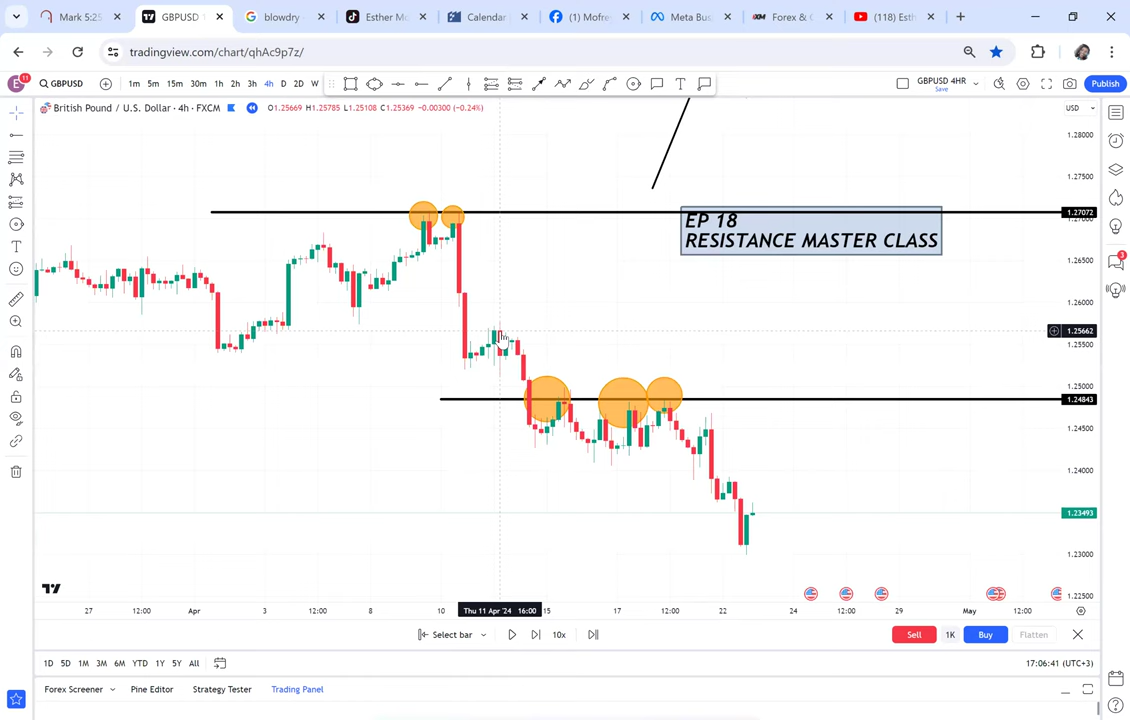 Mark 5:25
GBPUSD 1
blowdry
Esther Mo
Calendar
(1) Mofre
Meta Bus
Forex & C
(118) Esth
tradingview.com/chart/qhAc9p7z/
E
11
GBPUSD
1m 5m 15m 30m 1h 2h 3h 4h D 2D W
GBPUSD 4HR
Save
Publish
British Pound / U.S. Dollar · 4h · FXCM
O1.25669 H1.25785 L1.25108 C1.25369 -0.00300 (-0.24%)
USD
1.28000
1.27500
1.27072
EP 18
RESISTANCE MASTER CLASS
1.26500
1.26000
1.25662
1.25500
1.25000
1.24843
1.24500
1.24000
1.23493
1.23000
1.22500
3
27 12:00 Apr 3 12:00 8 10 Thu 11 Apr '24 16:00 15 17 12:00 22 24 12:00 29 May 12:00
Select bar
10x
Sell
1K
Buy
Flatten
1D 5D 1M 3M 6M YTD 1Y 5Y All
17:06:41 (UTC+3)
Forex Screener
Pine Editor
Strategy Tester
Trading Panel